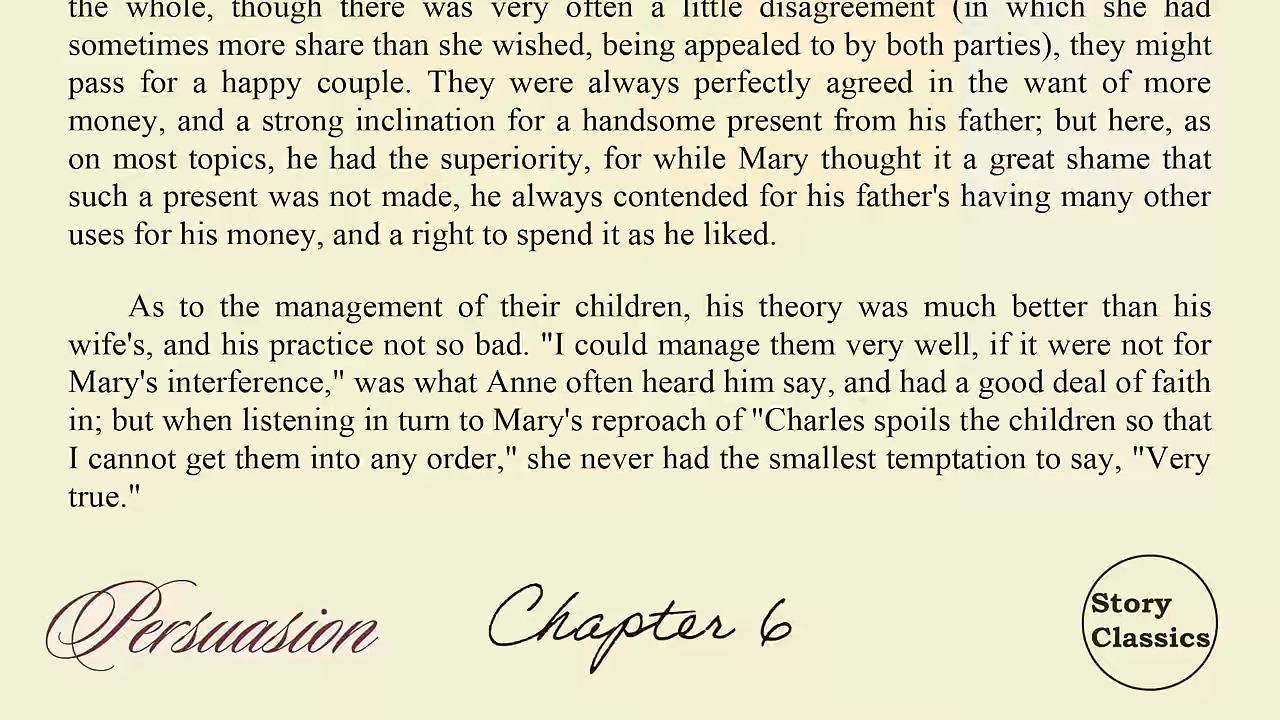 the whole, though there was very often a little disagreement (in which she had
sometimes more share than she wished, being appealed to by both parties), they might
pass for a happy couple. They were always perfectly agreed in the want of more
money, and a strong inclination for a handsome present from his father; but here, as
on most topics, he had the superiority, for while Mary thought it a great shame that
such a present was not made, he always contended for his father's having many other
uses for his money, and a right to spend it as he liked.
As to the management of their children, his theory was much better than his
wife's, and his practice not so bad. "I could manage them very well, if it were not for
Mary's interference," was what Anne often heard him say, and had a good deal of faith
in; but when listening in turn to Mary's reproach of "Charles spoils the children so that
I cannot get them into any order," she never had the smallest temptation to say, "Very
true."
Persuasion
Chapter 6
Story
Classics